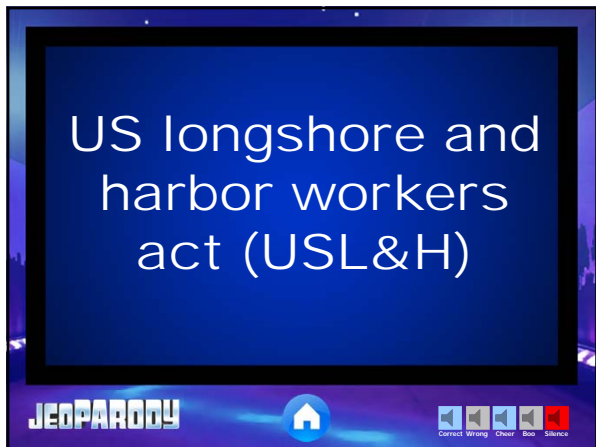 US longshore and
harbor workers
act (USL&H)
JEOPARODY
Correct Wrong Cheer Boo Silence